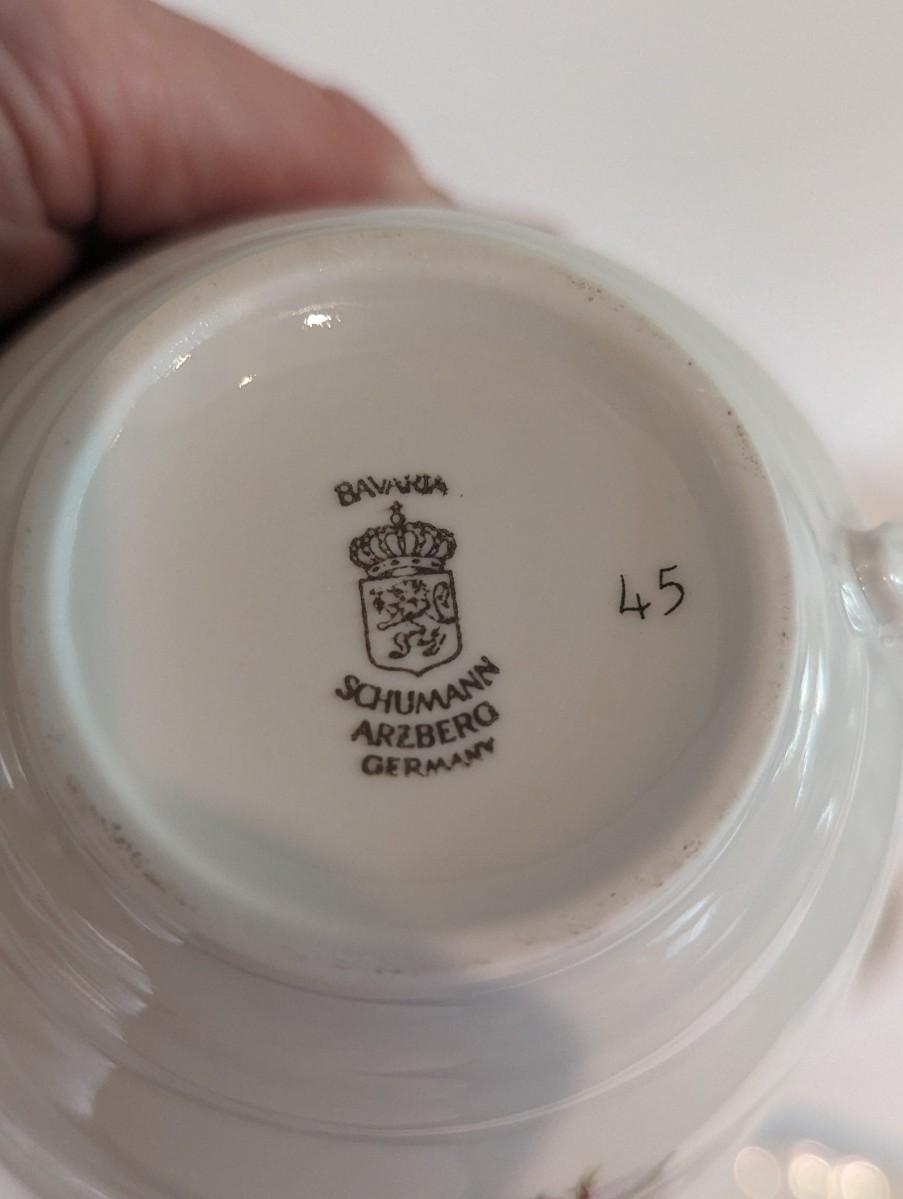 BAVARIA
45
SCHUMANN
ARZBERG
GERMANY